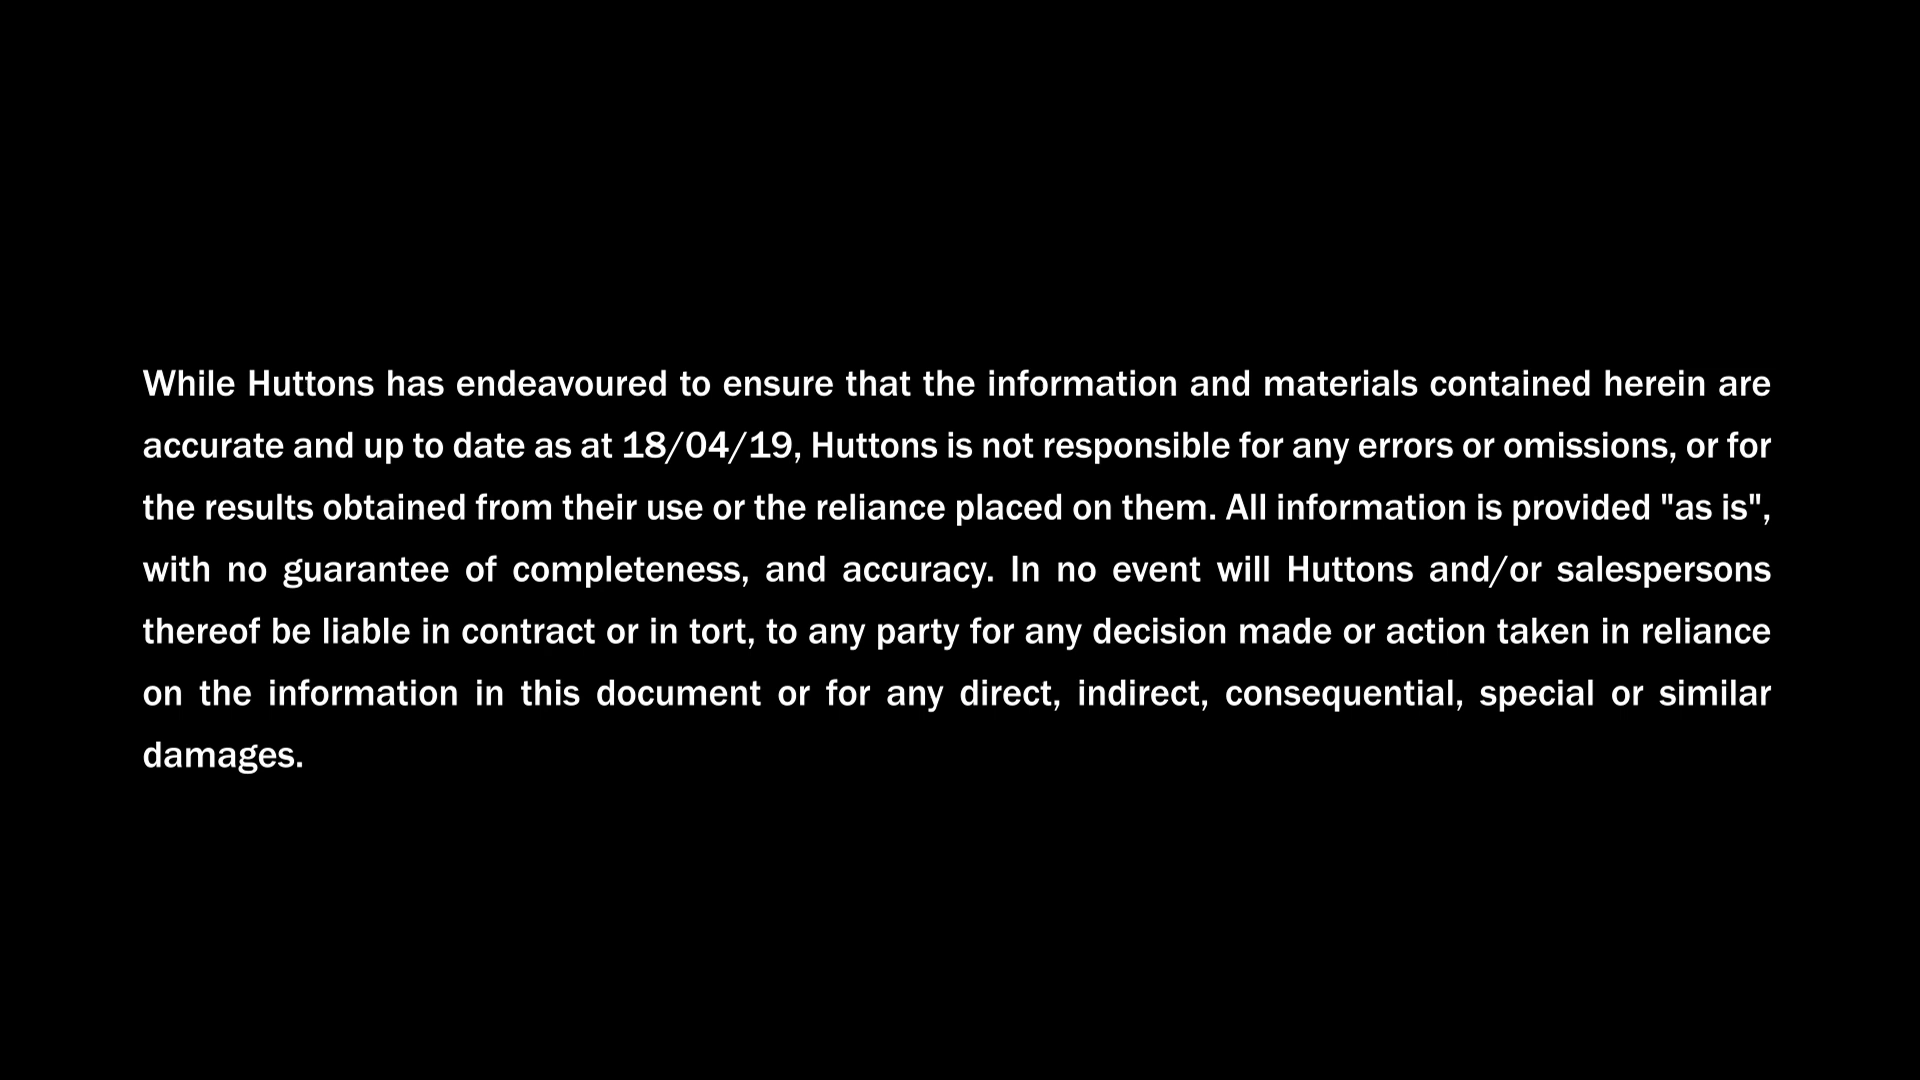 While Huttons has endeavoured to ensure that the information and materials contained herein are
accurate and up to date as at 18/04/19, Huttons is not responsible for any errors or omissions, or for
the results obtained from their use or the reliance placed on them. All information is provided "as is",
with no guarantee of completeness, and accuracy. In no event will Huttons and/or salespersons
thereof be liable in contract or in tort, to any party for any decision made or action taken in reliance
on the information in this document or for any direct, indirect, consequential, special or similar
damages.